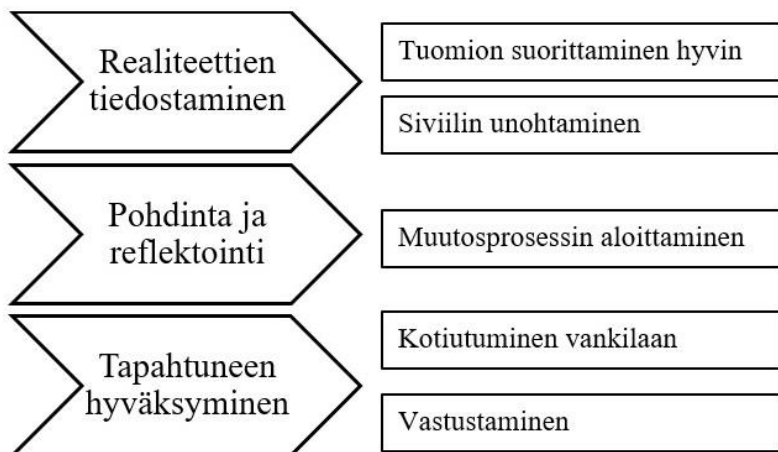 Realiteettien
tiedostaminen
Tuomion suorittaminen hyvin
Siviilin unohtaminen
Pohdinta ja
reflektointi
Muutosprosessin aloittaminen
Tapahtuneen
hyväksyminen
Kotiutuminen vankilaan
Vastustaminen